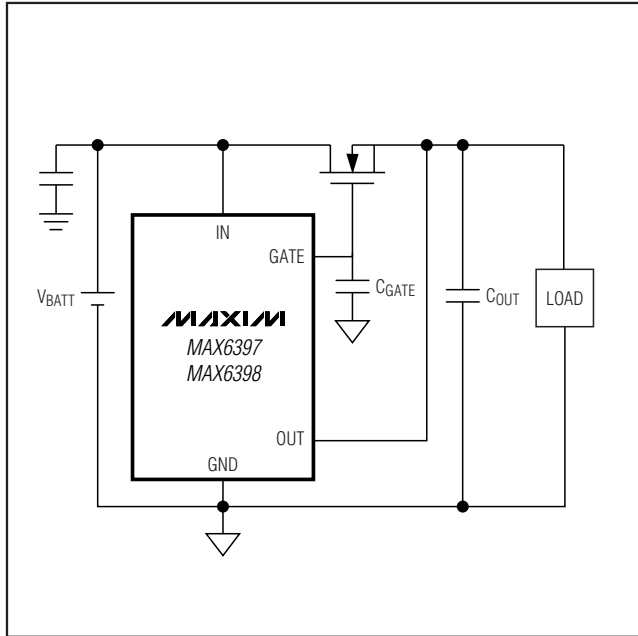 IN
GATE
CGATE
COUT
LOAD
VBATT
MAXIM
MAX6397
MAX6398
OUT
GND